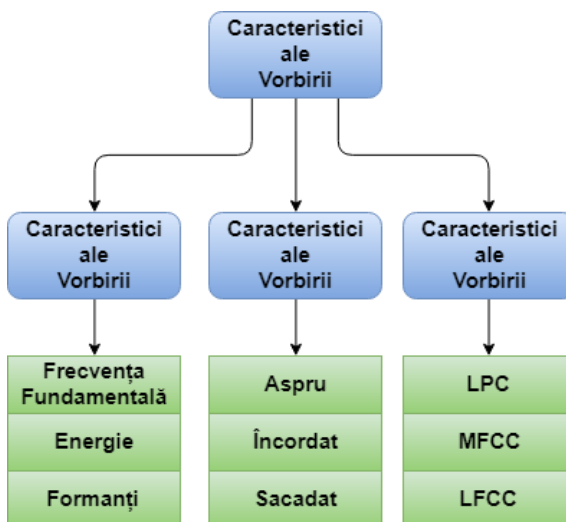 Caracteristici
ale
Vorbirii
Caracteristici
ale
Vorbirii
Caracteristici
ale
Vorbirii
Caracteristici
ale
Vorbirii
Frecvența
Fundamentală
Energie
Formanți
Aspru
Încordat
Sacadat
LPC
MFCC
LFCC